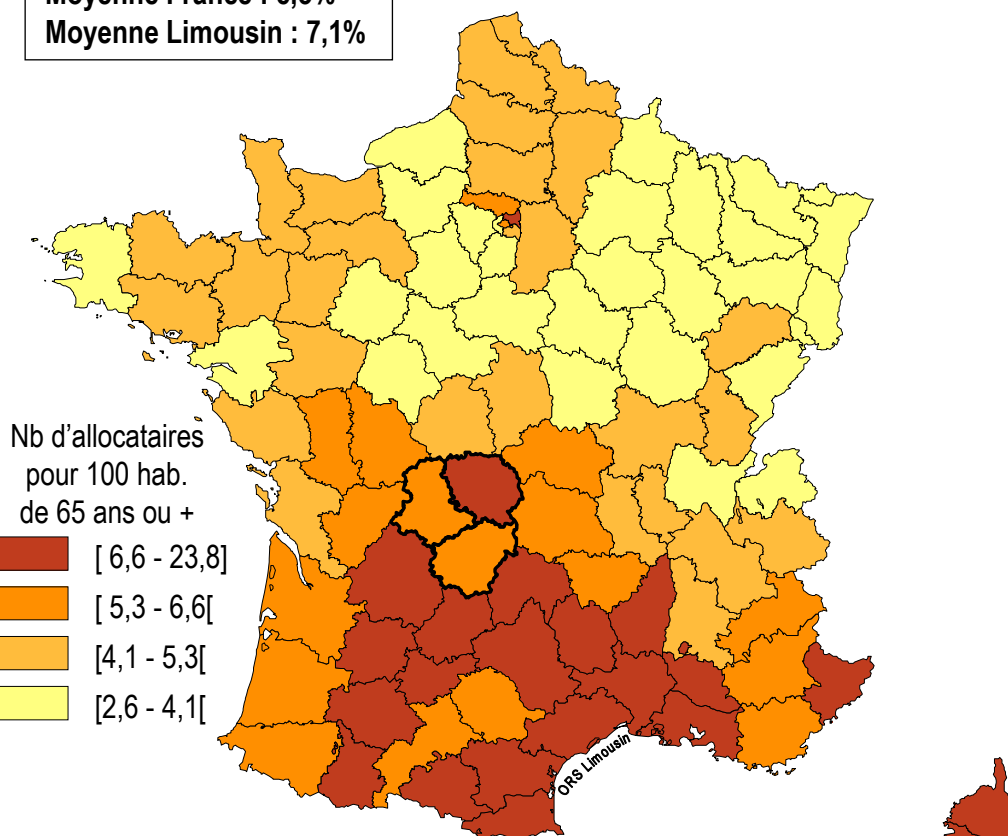 Moyenne Limousin : 7,1%
Nb d'allocataires
pour 100 hab.
de 65 ans ou +
[ 6,6 - 23,8]
[ 5,3 - 6,6[
[4,1 - 5,3[
[2,6 - 4,1[
ORS Limousin